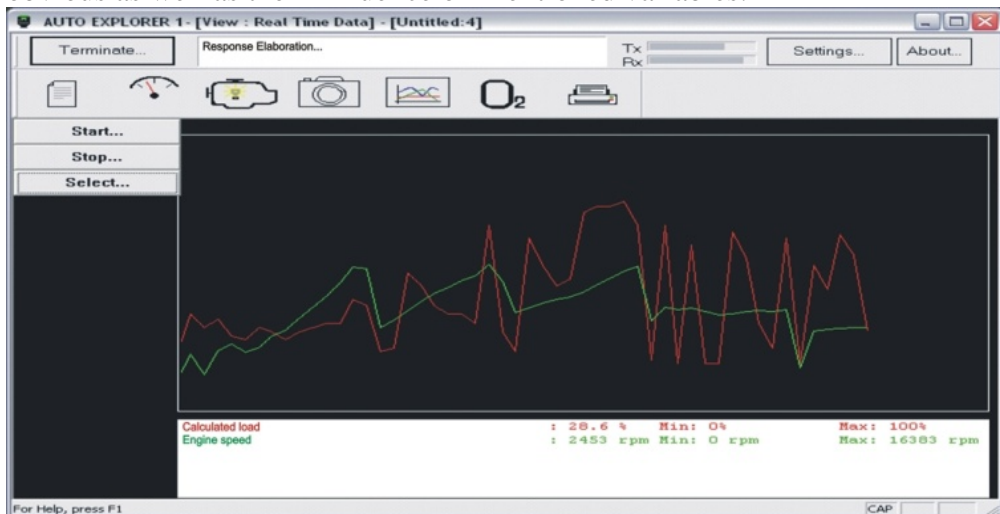 AUTO EXPLORER 1- [View : Real Time Data] - [Untitled:4]
Terminate...
Response Elaboration...
Tx
Rx
Settings...
About...
O2
Start...
Stop...
Select...
Calculated load : 28.6 % Min: 0% Max: 100%
Engine speed : 2453 rpm Min: 0 rpm Max: 16383 rpm
For Help, press F1
CAP